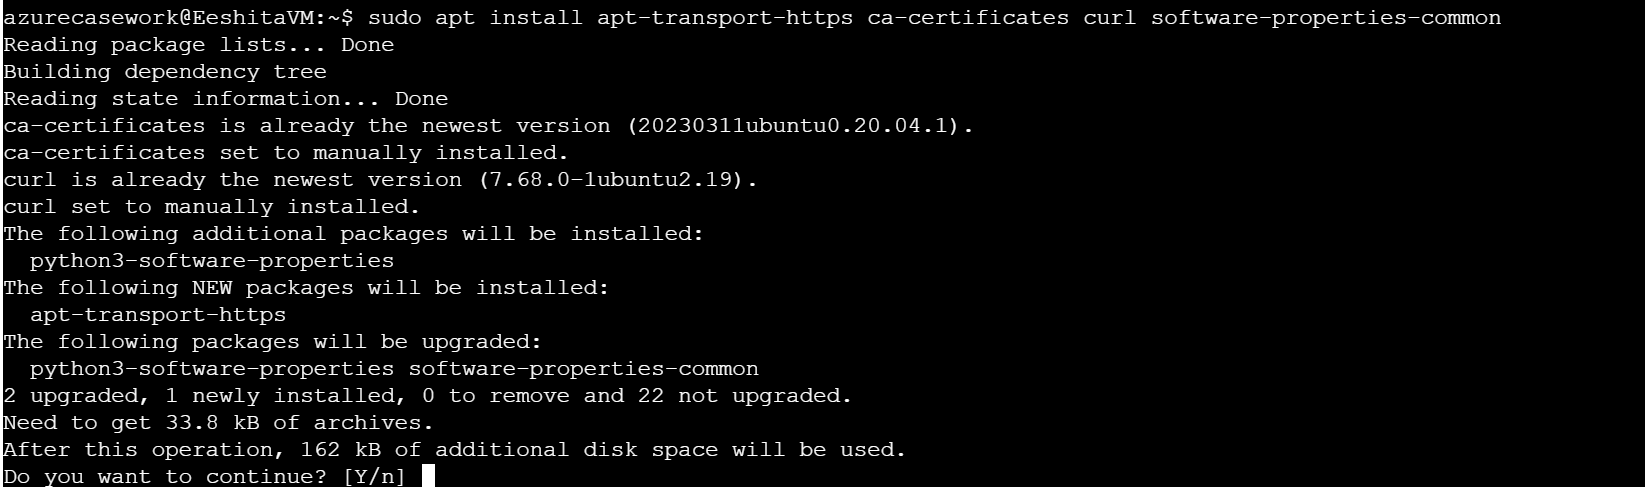 azurecasework@EeshitaVM:~$ sudo apt install apt-transport-https ca-certificates curl software-properties-common
Reading package lists... Done
Building dependency tree
Reading state information... Done
ca-certificates is already the newest version (20230311ubuntu0.20.04.1).
ca-certificates set to manually installed.
curl is already the newest version (7.68.0-1ubuntu2.19).
curl set to manually installed.
The following additional packages will be installed:
  python3-software-properties
The following NEW packages will be installed:
  apt-transport-https
The following packages will be upgraded:
  python3-software-properties software-properties-common
2 upgraded, 1 newly installed, 0 to remove and 22 not upgraded.
Need to get 33.8 kB of archives.
After this operation, 162 kB of additional disk space will be used.
Do you want to continue? [Y/n]